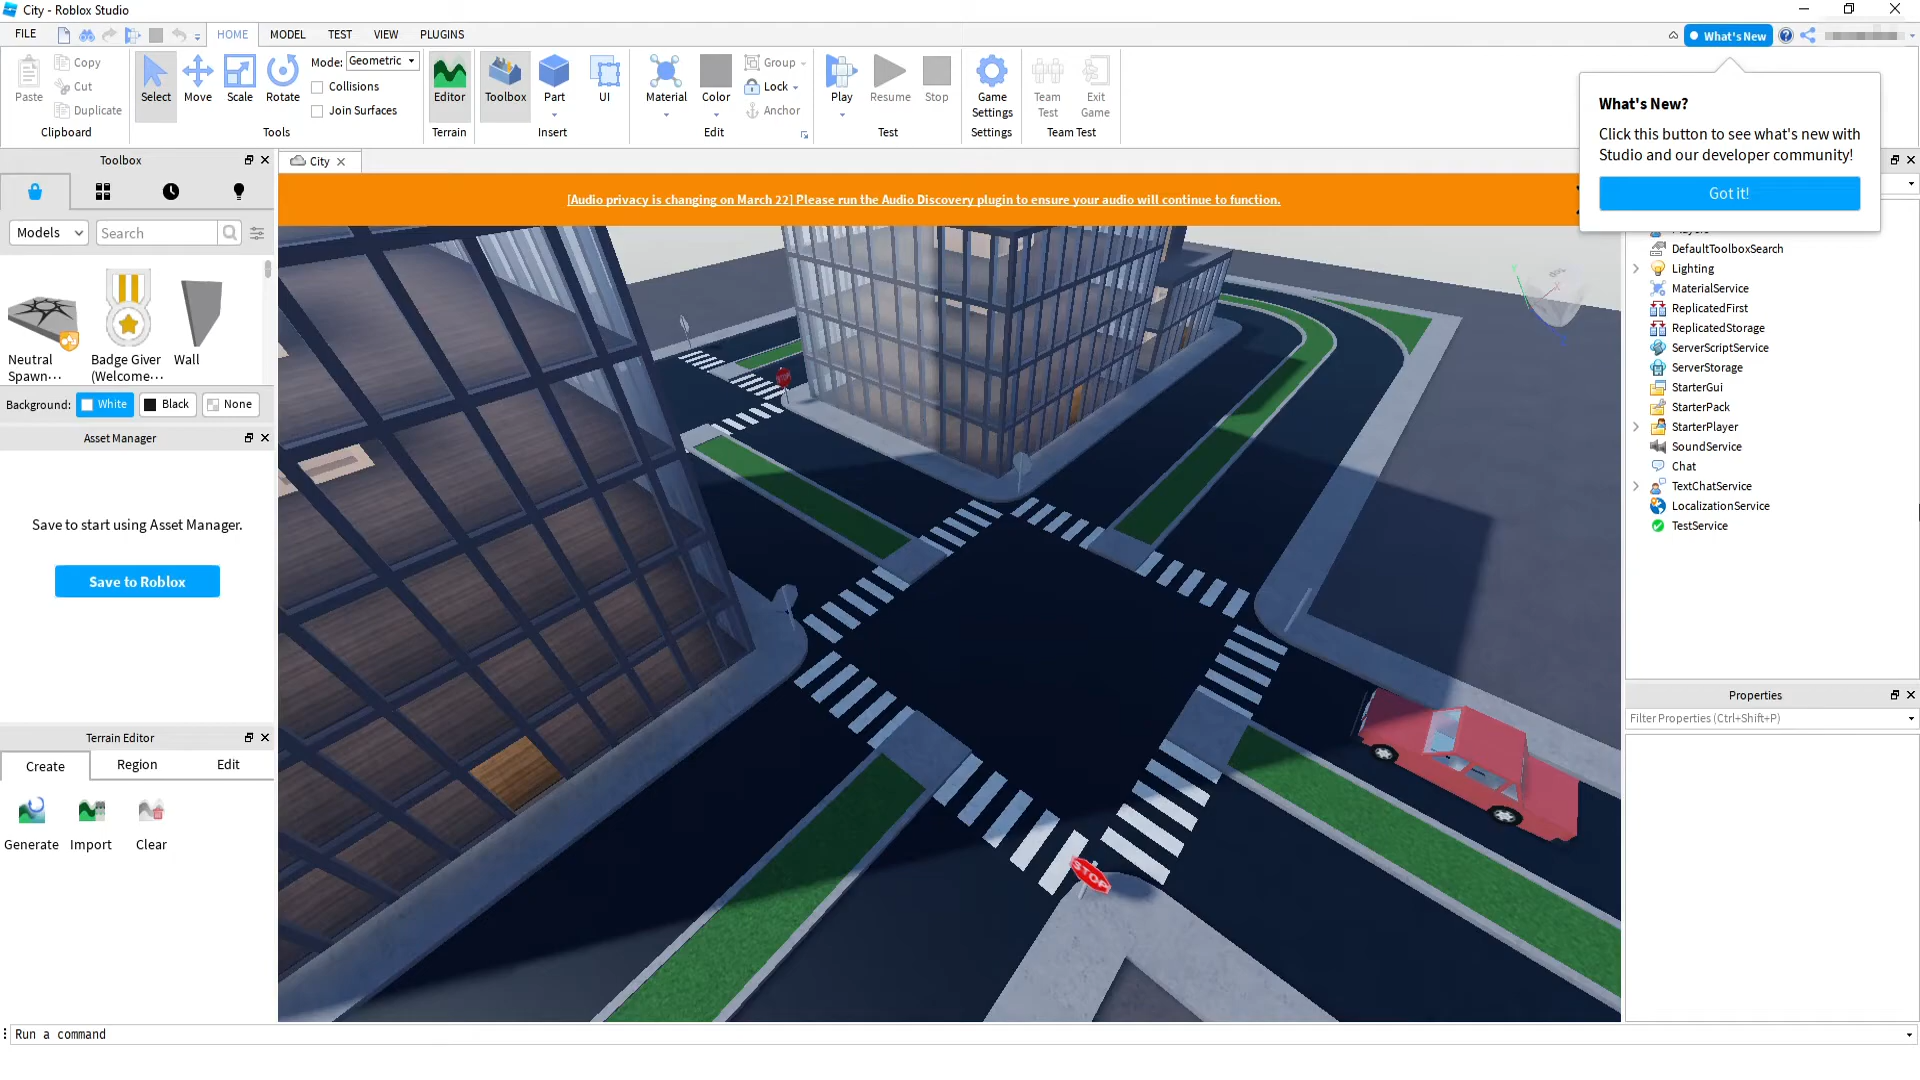 City - Roblox Studio
FILE HOME MODEL TEST VIEW PLUGINS
What's New
Paste
Copy
Cut
Duplicate
Clipboard
Select
Move
Scale
Rotate
Mode: Geometric
Collisions
Join Surfaces
Tools
Editor
Terrain
Toolbox
Part
UI
Insert
Material
Color
Group
Lock
Anchor
Edit
Play
Resume
Stop
Test
Game
Settings
Settings
Team
Test
Exit
Game
Team Test
What's New?
Click this button to see what's new with
Studio and our developer community!
Got it!
Toolbox
Models
Search
Neutral
Spawn···
Badge Giver
(Welcome···
Wall
Background: White Black None
Asset Manager
Save to start using Asset Manager.
Save to Roblox
Terrain Editor
Create Region Edit
Generate Import Clear
City
[Audio privacy is changing on March 22] Please run the Audio Discovery plugin to ensure your audio will continue to function.
STOP
DefaultToolboxSearch
Lighting
MaterialService
ReplicatedFirst
ReplicatedStorage
ServerScriptService
ServerStorage
StarterGui
StarterPack
StarterPlayer
SoundService
Chat
TextChatService
LocalizationService
TestService
Properties
Filter Properties (Ctrl+Shift+P)
Run a command